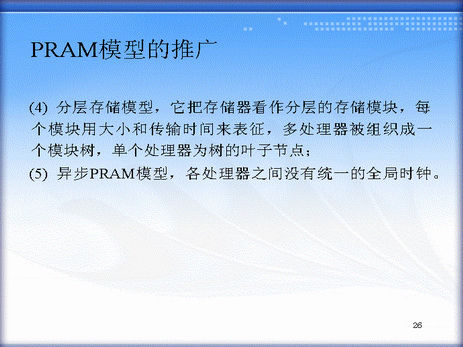 PRAM模型的推广
(4) 分层存储模型，它把存储器看作分层的存储模块，每
个模块用大小和传输时间来表征，多处理器被组织成一
个模块树，单个处理器为树的叶子节点；
(5) 异步PRAM模型，各处理器之间没有统一的全局时钟。
26